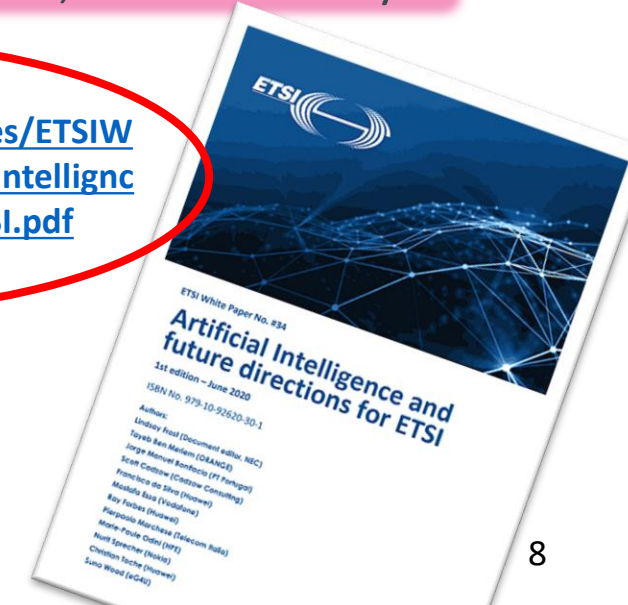 es/ETSIW
ntellignc
I.pdf
ETSI
ETSI White Paper No. #34
Artificial Intelligence and
future directions for ETSI
1st edition – June 2020
ISBN No. 979-10-92620-30-1
Authors:
Lindsay Frost (Document editor, NEC)
Tayeb Ben Meriem (ORANGE)
Jorge Manuel Bonifacio (PT Portugal)
Scott Cadzow (Cadzow Consulting)
Francisco da Silva (Huawei)
Mostafa Essa (Vodafone)
Ray Forbes (Huawei)
Pierpaolo Marchese (Telecom Italia)
Marie-Paule Odini (HPE)
Nurit Sprecher (Nokia)
Christian Toche (Huawei)
Suno Wood (eG4U)
8